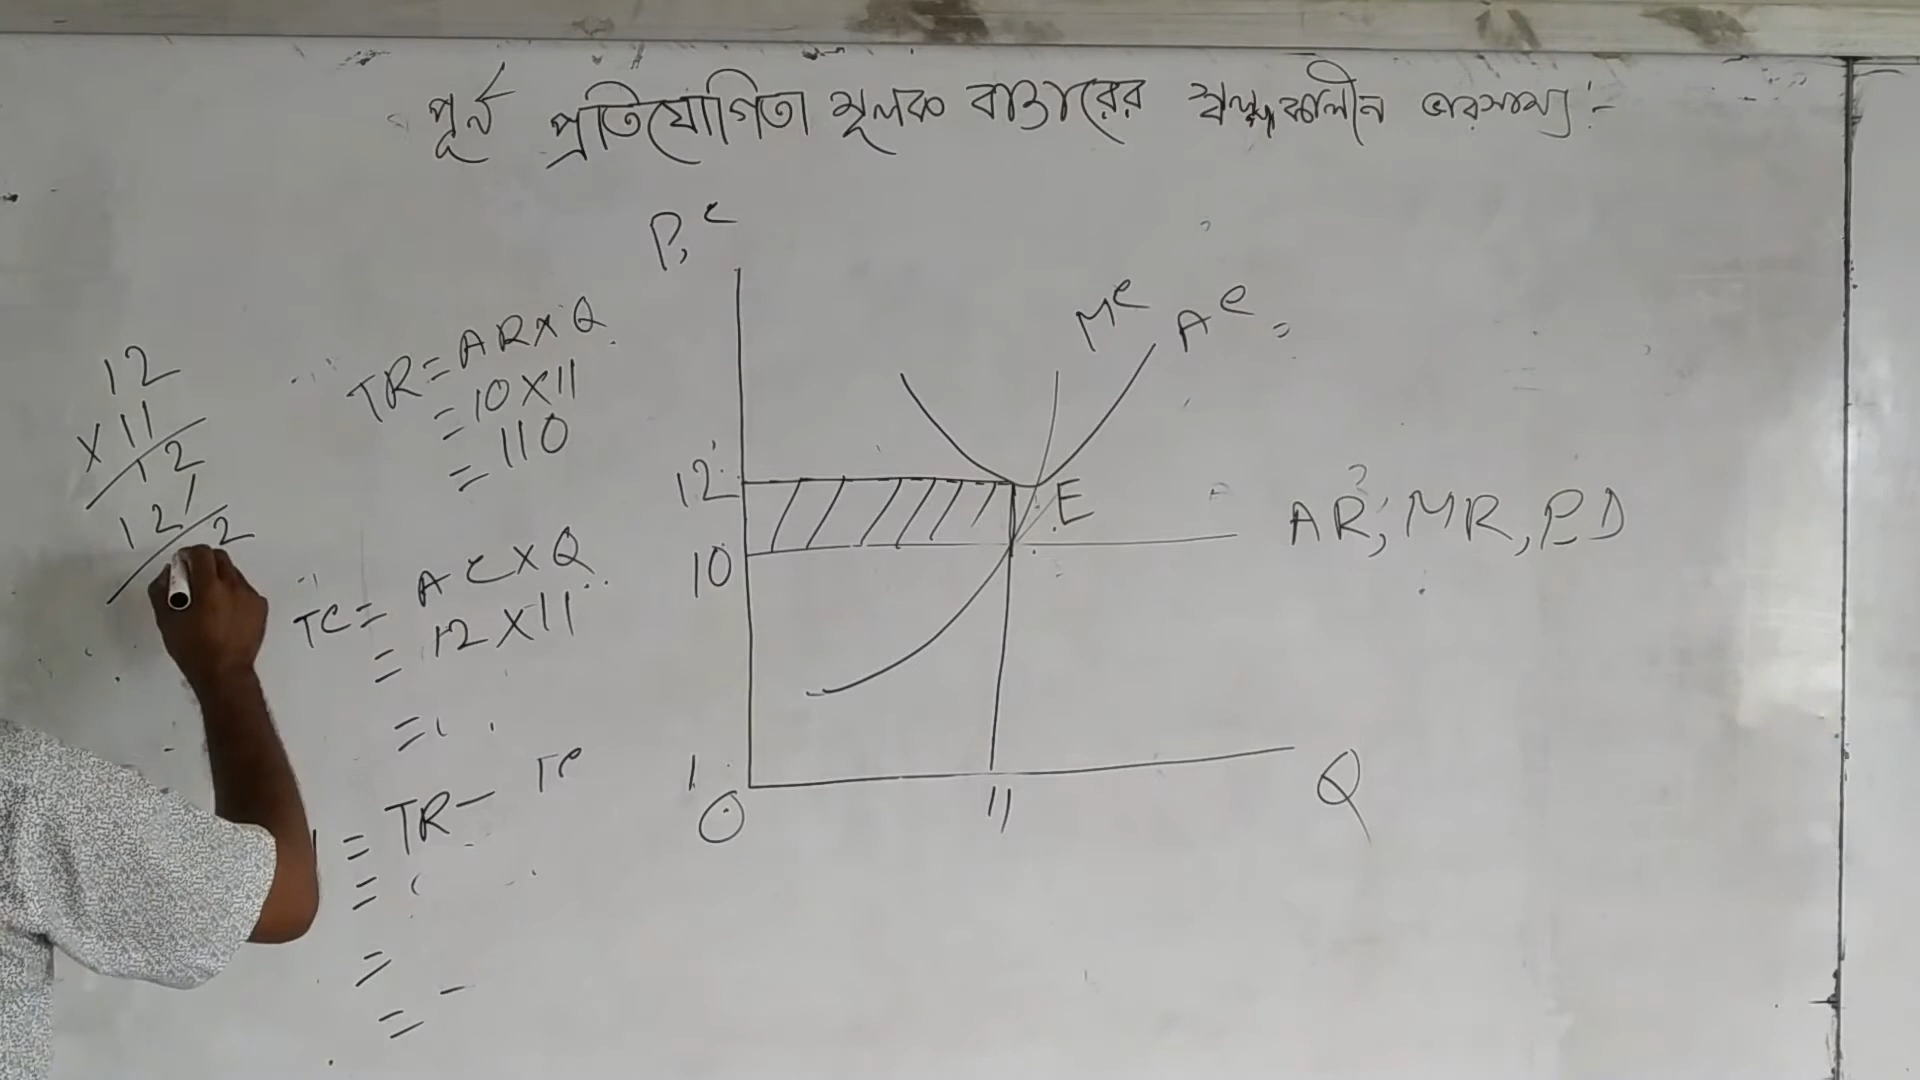 পূর্ন প্রতিযোগিতা মূলক বাজারের স্বল্পকালীন ভারসাম্য :-
P, C
MC
AC
TR = AR x Q
= 10 x 11
= 110
12
x 11
12
12
2
12
E
AR, MR, P, D
10
TC = AC x Q
= 12 x 11
=
= TR - TC
=
=
= -
O
11
Q